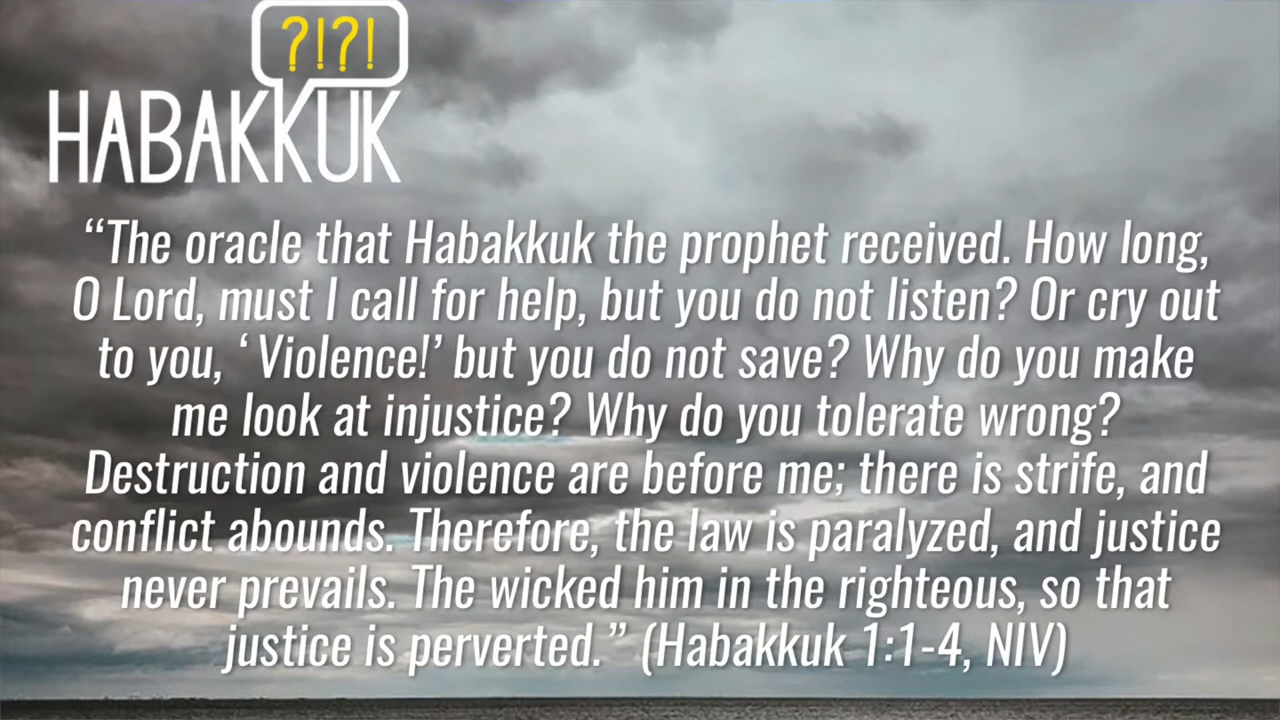 ?!?!
HABAKKUK
“The oracle that Habakkuk the prophet received. How long,
O Lord, must I call for help, but you do not listen? Or cry out
to you, ‘ Violence!’ but you do not save? Why do you make
me look at injustice? Why do you tolerate wrong?
Destruction and violence are before me; there is strife, and
conflict abounds. Therefore, the law is paralyzed, and justice
never prevails. The wicked him in the righteous, so that
justice is perverted.” (Habakkuk 1:1-4, NIV)